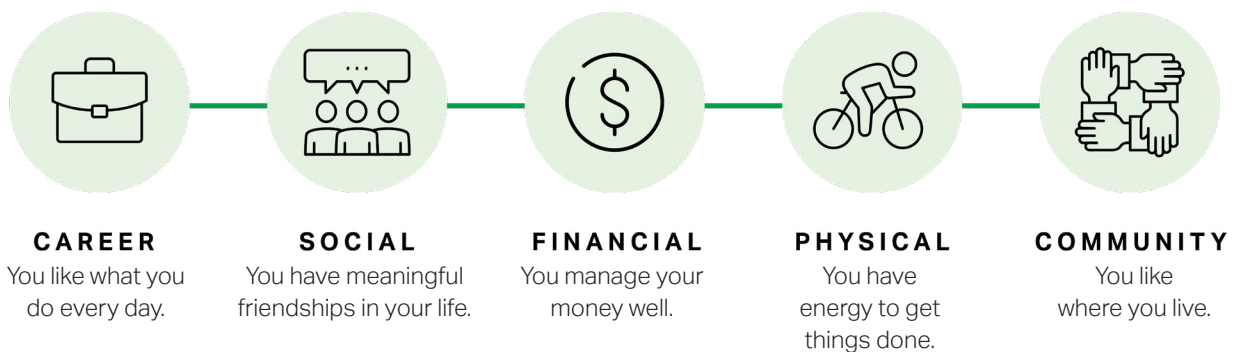 CAREER
You like what you
do every day.
SOCIAL
You have meaningful
friendships in your life.
$
FINANCIAL
You manage your
money well.
PHYSICAL
You have
energy to get
things done.
COMMUNITY
You like
where you live.